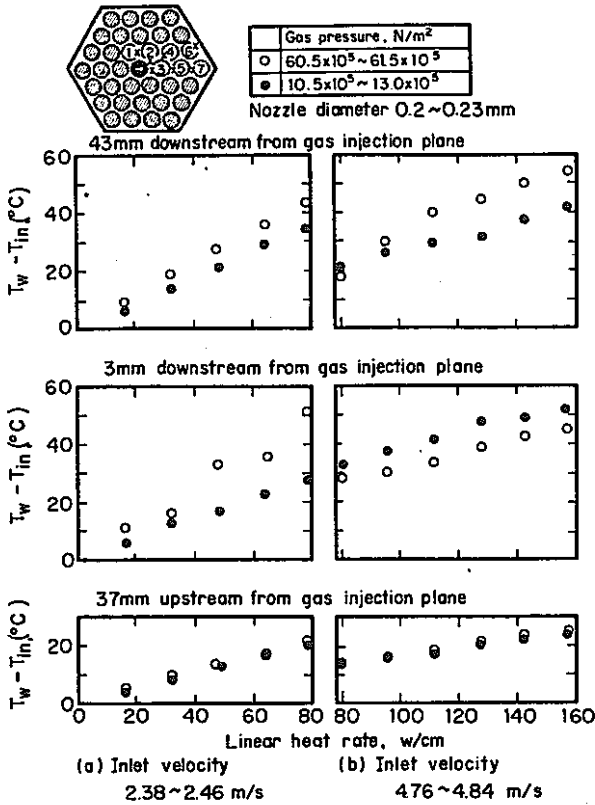 1 2 4 6
3 5 7
Gas pressure, N/m²
○ 60.5x10⁵~61.5x10⁵
● 10.5x10⁵~13.0x10⁵
Nozzle diameter 0.2~0.23mm
43mm downstream from gas injection plane
60
40
20
0
Tw - Tin (°C)
3mm downstream from gas injection plane
60
40
20
0
Tw - Tin (°C)
37mm upstream from gas injection plane
20
0
Tw - Tin (°C)
0 20 40 60 80 80 100 120 140 160
Linear heat rate, w/cm
(a) Inlet velocity (b) Inlet velocity
2.38~2.46 m/s 4.76~4.84 m/s